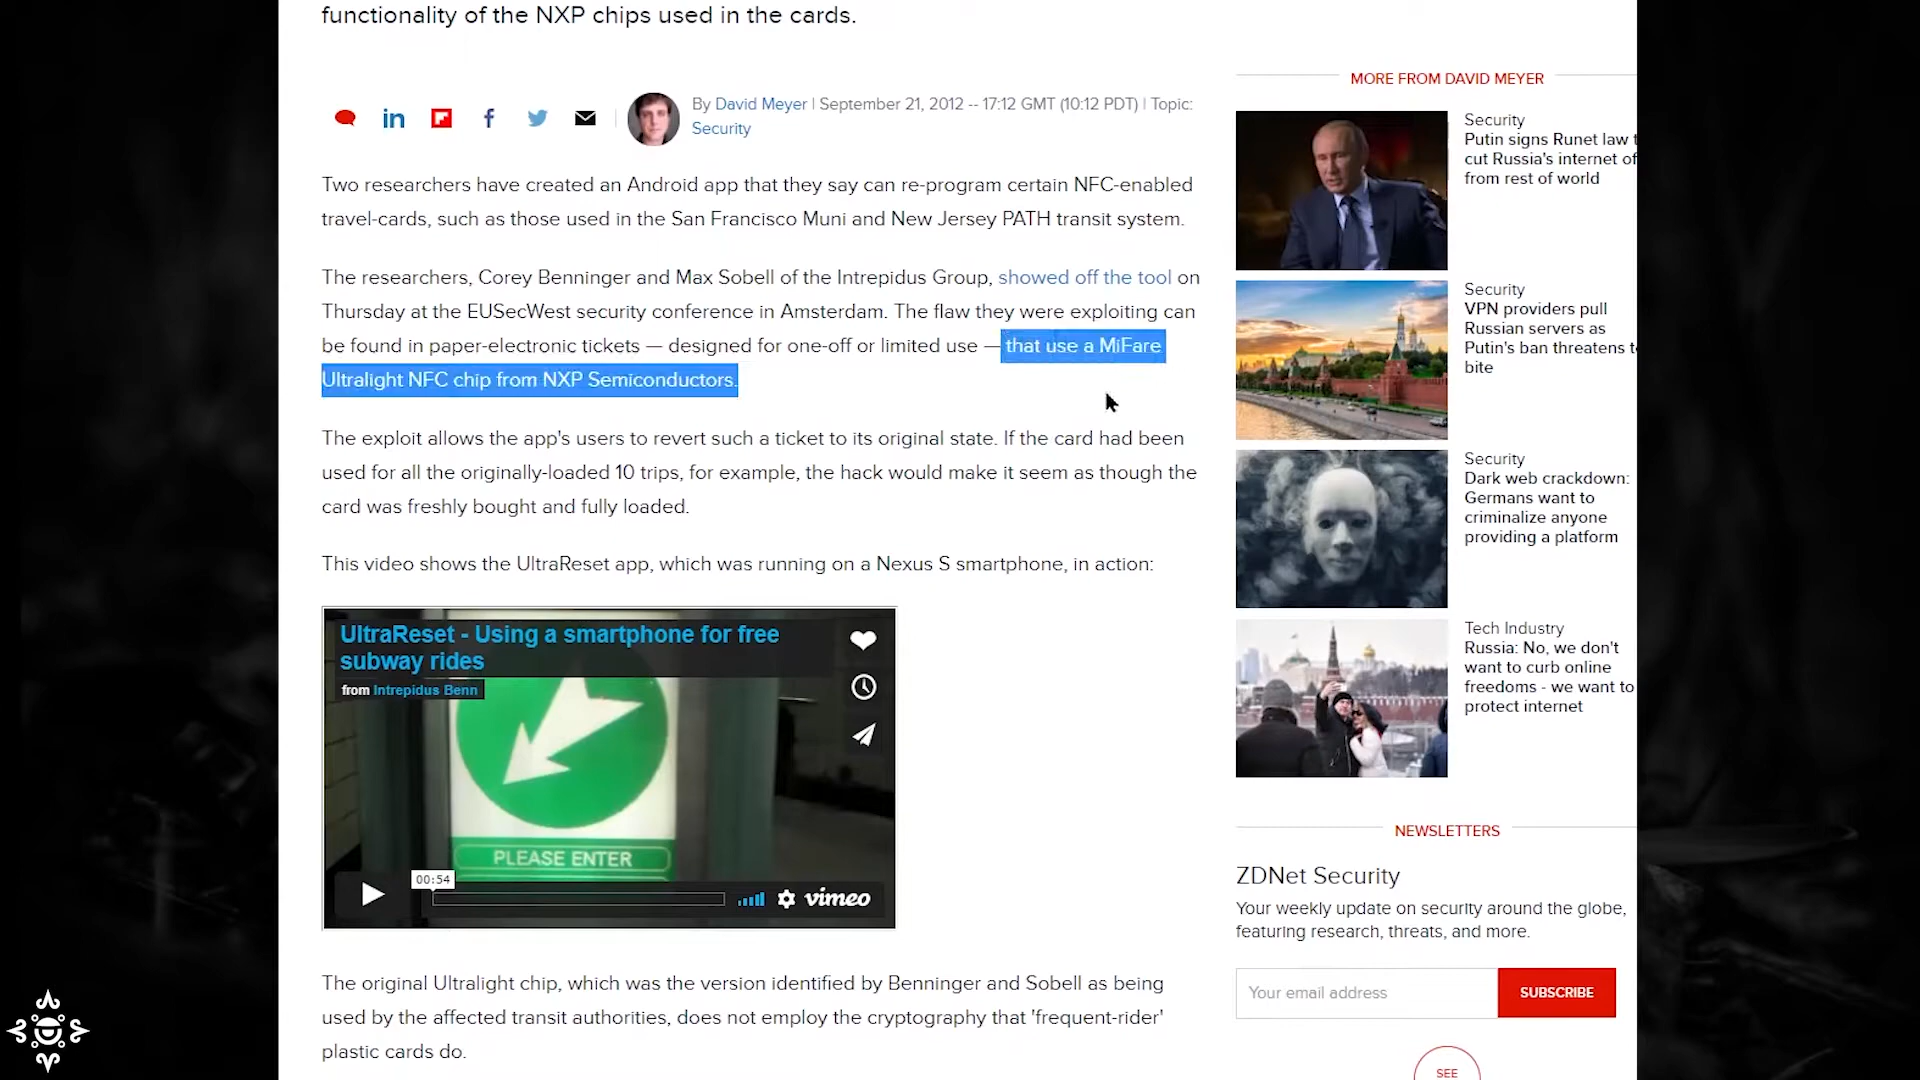 functionality of the NXP chips used in the cards.
By David Meyer | September 21, 2012 -- 17:12 GMT (10:12 PDT) | Topic:
Security
Two researchers have created an Android app that they say can re-program certain NFC-enabled
travel-cards, such as those used in the San Francisco Muni and New Jersey PATH transit system.
The researchers, Corey Benninger and Max Sobell of the Intrepidus Group, showed off the tool on
Thursday at the EUSecWest security conference in Amsterdam. The flaw they were exploiting can
be found in paper-electronic tickets — designed for one-off or limited use — that use a MiFare
Ultralight NFC chip from NXP Semiconductors.
The exploit allows the app's users to revert such a ticket to its original state. If the card had been
used for all the originally-loaded 10 trips, for example, the hack would make it seem as though the
card was freshly bought and fully loaded.
This video shows the UltraReset app, which was running on a Nexus S smartphone, in action:
UltraReset - Using a smartphone for free
subway rides
from Intrepidus Benn
PLEASE ENTER
00:54
vimeo
The original Ultralight chip, which was the version identified by Benninger and Sobell as being
used by the affected transit authorities, does not employ the cryptography that 'frequent-rider'
plastic cards do.
MORE FROM DAVID MEYER
Security
Putin signs Runet law t
cut Russia's internet of
from rest of world
Security
VPN providers pull
Russian servers as
Putin's ban threatens t
bite
Security
Dark web crackdown:
Germans want to
criminalize anyone
providing a platform
Tech Industry
Russia: No, we don't
want to curb online
freedoms - we want to
protect internet
NEWSLETTERS
ZDNet Security
Your weekly update on security around the globe,
featuring research, threats, and more.
Your email address
SUBSCRIBE
SEE